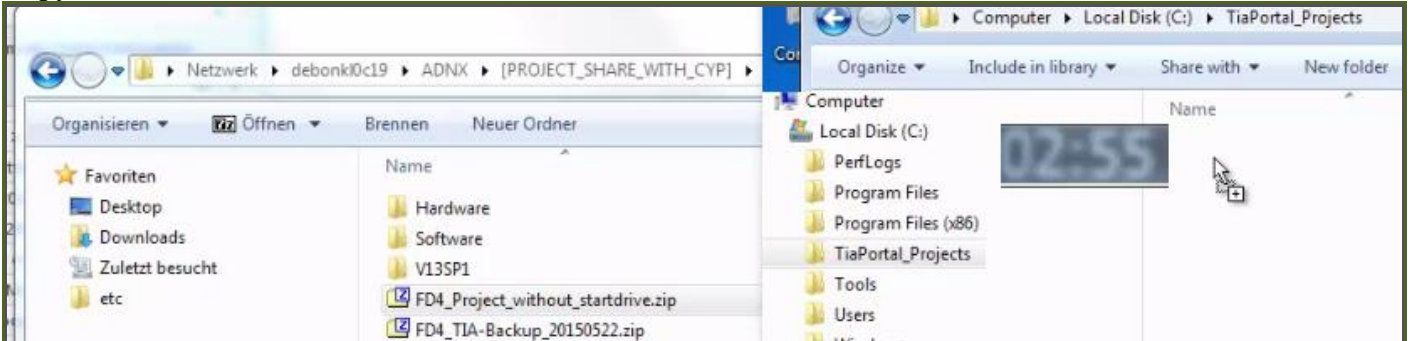 Netzwerk ▸ debonkl0c19 ▸ ADNX ▸ [PROJECT_SHARE_WITH_CYP] ▸
Organisieren Öffnen Brennen Neuer Ordner
Favoriten
Desktop
Downloads
Zuletzt besucht
etc
Name
Hardware
Software
V13SP1
FD4_Project_without_startdrive.zip
FD4_TIA-Backup_20150522.zip
Computer ▸ Local Disk (C:) ▸ TiaPortal_Projects
Organize Include in library Share with New folder
Computer
Local Disk (C:)
PerfLogs
Program Files
Program Files (x86)
TiaPortal_Projects
Tools
Users
Name
02:55